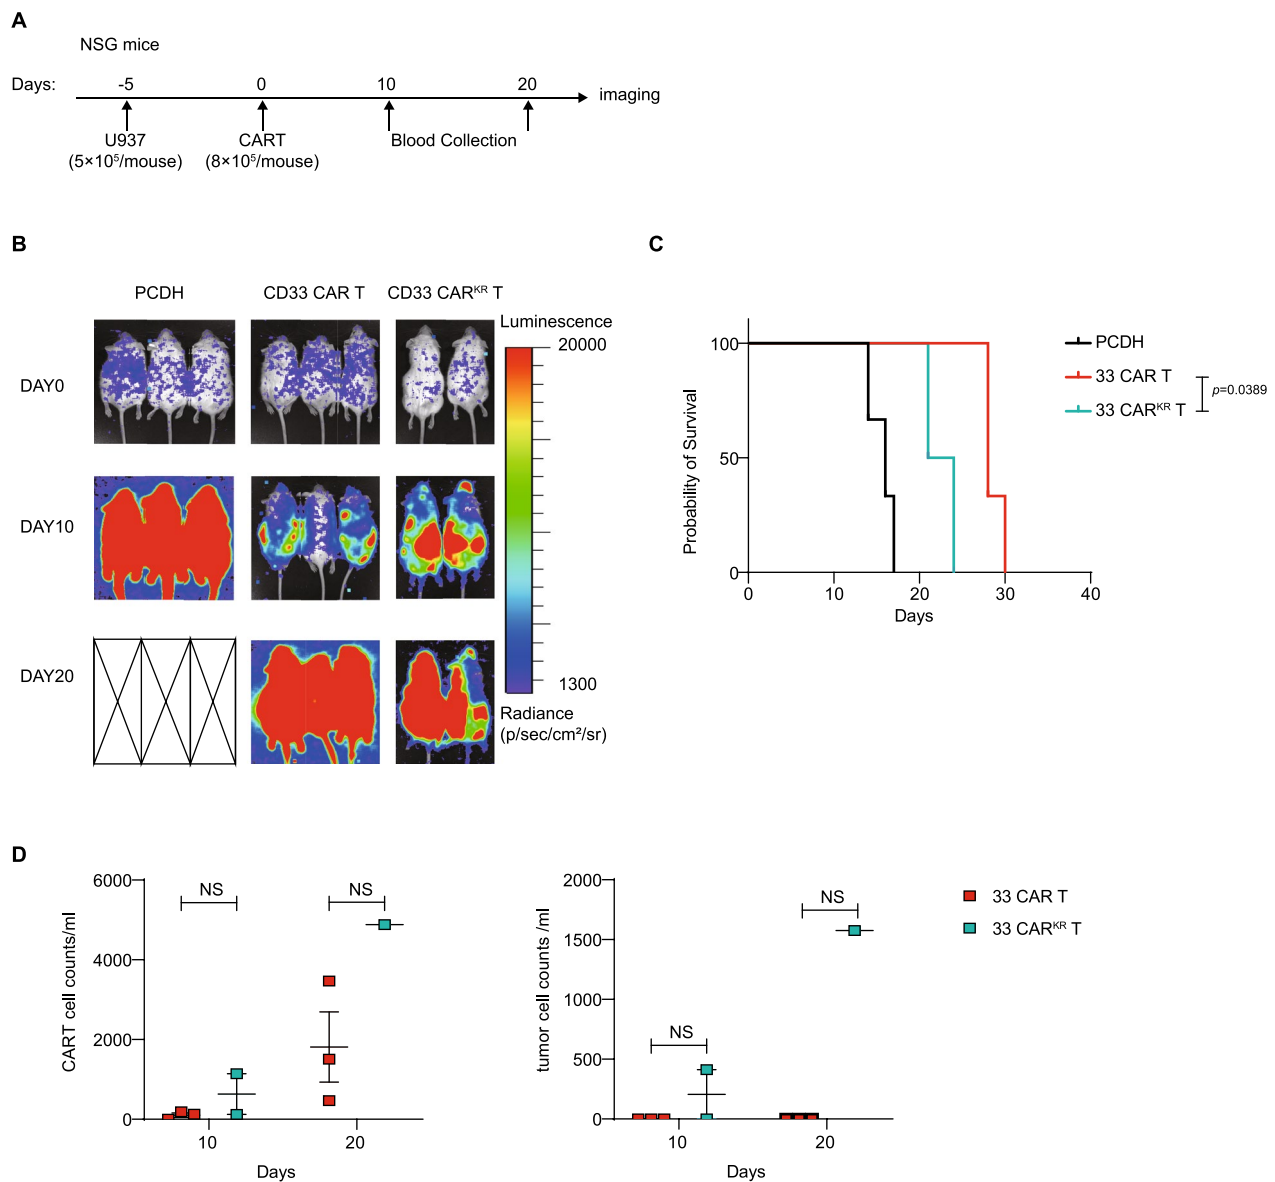 A
NSG mice
Days: -5 0 10 20 imaging
U937 CART Blood Collection
(5×10⁵/mouse) (8×10⁵/mouse)
B
PCDH CD33 CAR T CD33 CARᴷᴿ T
Luminescence
20000
DAY0
DAY10
DAY20
1300
Radiance
(p/sec/cm²/sr)
C
Probability of Survival
100
50
0
0 10 20 30 40
Days
PCDH
33 CAR T
33 CARᴷᴿ T
p=0.0389
D
CART cell counts/ml
6000
4000
2000
0
NS NS
10 20
Days
tumor cell counts /ml
2000
1500
1000
500
0
NS
NS
10 20
Days
33 CAR T
33 CARᴷᴿ T